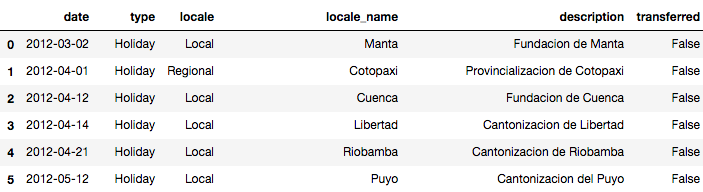 date type locale locale_name description transferred
0 2012-03-02 Holiday Local Manta Fundacion de Manta False
1 2012-04-01 Holiday Regional Cotopaxi Provincializacion de Cotopaxi False
2 2012-04-12 Holiday Local Cuenca Fundacion de Cuenca False
3 2012-04-14 Holiday Local Libertad Cantonizacion de Libertad False
4 2012-04-21 Holiday Local Riobamba Cantonizacion de Riobamba False
5 2012-05-12 Holiday Local Puyo Cantonizacion del Puyo False